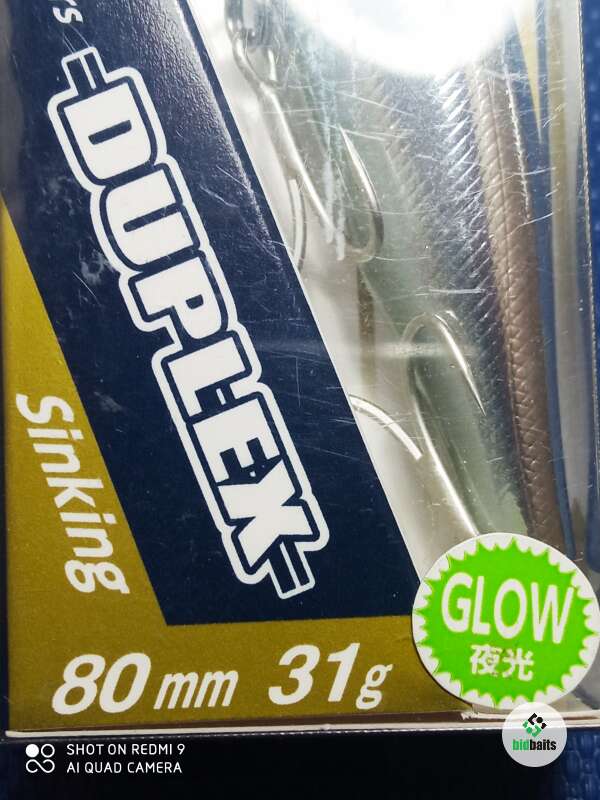 DUPLEX
Sinking
80 mm 31g
GLOW
夜光
bidbaits
SHOT ON REDMI 9
AI QUAD CAMERA